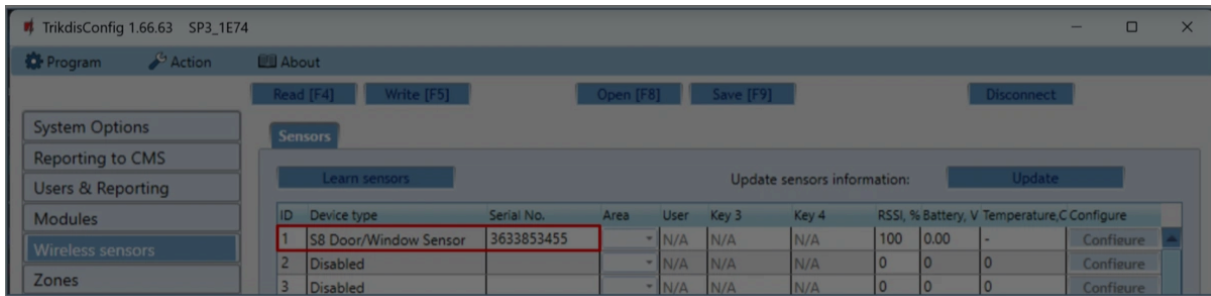 TrikdisConfig 1.66.63 SP3_1E74
Program Action About
Read [F4] Write [F5] Open [F8] Save [F9] Disconnect
System Options
Reporting to CMS
Users & Reporting
Modules
Wireless sensors
Zones
Sensors
Learn sensors Update sensors information: Update
ID Device type Serial No. Area User Key 3 Key 4 RSSI, % Battery, V Temperature,C Configure
1 S8 Door/Window Sensor 3633853455 N/A N/A N/A 100 0.00 - Configure
2 Disabled N/A N/A N/A 0 0 0 Configure
3 Disabled N/A N/A N/A 0 0 0 Configure